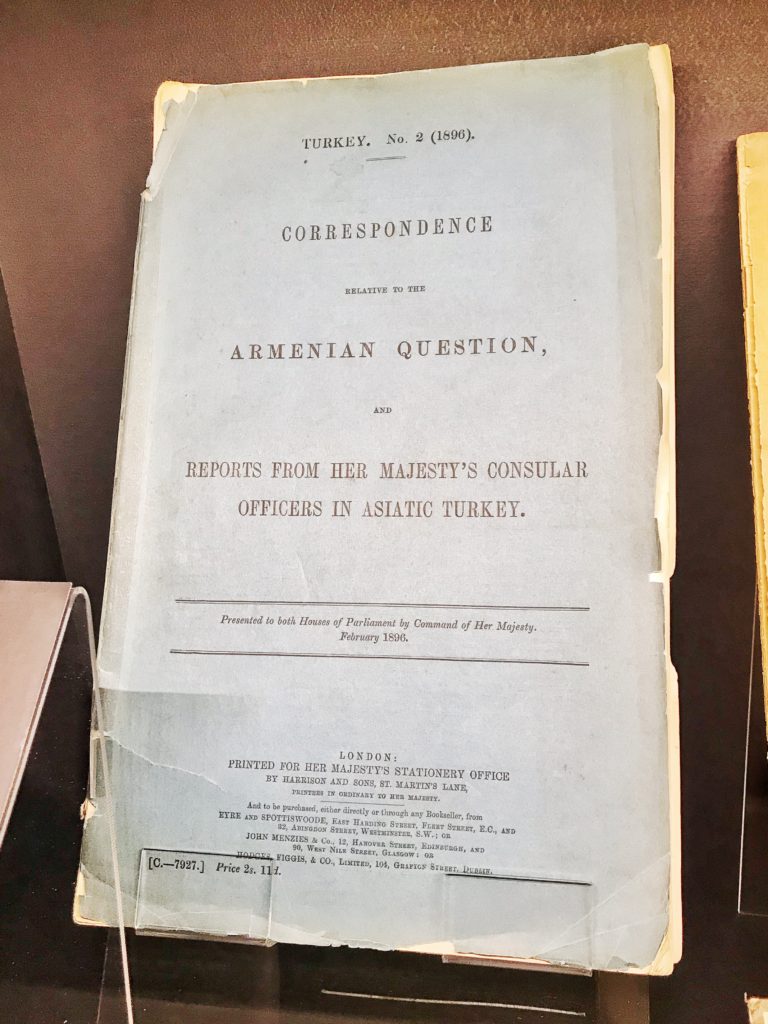 TURKEY. No. 2 (1896).
CORRESPONDENCE
RELATIVE TO THE
ARMENIAN QUESTION,
AND
REPORTS FROM HER MAJESTY'S CONSULAR
OFFICERS IN ASIATIC TURKEY.
Presented to both Houses of Parliament by Command of Her Majesty.
February 1896.
LONDON:
PRINTED FOR HER MAJESTY'S STATIONERY OFFICE
BY HARRISON AND SONS, ST. MARTIN'S LANE,
PRINTERS IN ORDINARY TO HER MAJESTY.
And to be purchased, either directly or through any Bookseller, from
EYRE AND SPOTTISWOODE, EAST HARDING STREET, FLEET STREET, E.C., AND
32, ABINGDON STREET, WESTMINSTER, S.W.; OR
JOHN MENZIES & Co., 12, HANOVER STREET, EDINBURGH, AND
90, WEST NILE STREET, GLASGOW; OR
HODGES, FIGGIS, & CO., LIMITED, 104, GRAFTON STREET, DUBLIN.
[C.—7927.] Price 2s. 11d.